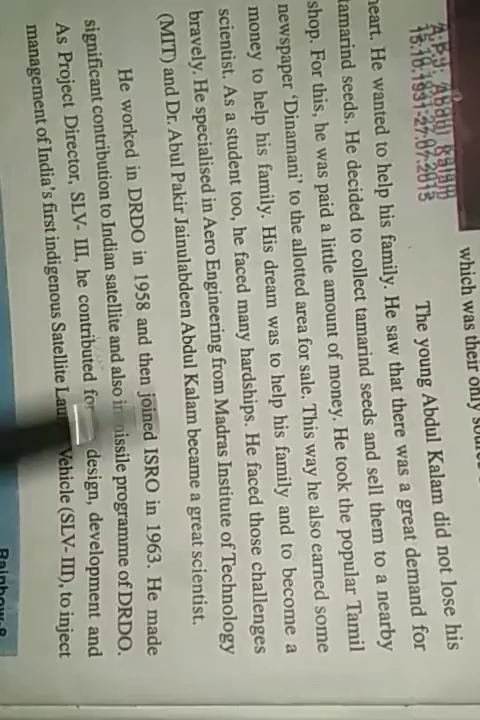 A.P.J. Abdul Kalam
15.10.1931-27.07.2015
which was their only
The young Abdul Kalam did not lose his
heart. He wanted to help his family. He saw that there was a great demand for
tamarind seeds. He decided to collect tamarind seeds and sell them to a nearby
shop. For this, he was paid a little amount of money. He took the popular Tamil
newspaper ‘Dinamani’ to the allotted area for sale. This way he also earned some
money to help his family. His dream was to help his family and to become a
scientist. As a student too, he faced many hardships. He faced those challenges
bravely. He specialised in Aero Engineering from Madras Institute of Technology
(MIT) and Dr. Abul Pakir Jainulabdeen Abdul Kalam became a great scientist.
He worked in DRDO in 1958 and then joined ISRO in 1963. He made
significant contribution to Indian satellite and also in missile programme of DRDO.
As Project Director, SLV- III, he contributed for design, development and
management of India's first indigenous Satellite Vehicle (SLV- III), to inject
Rainbow-8